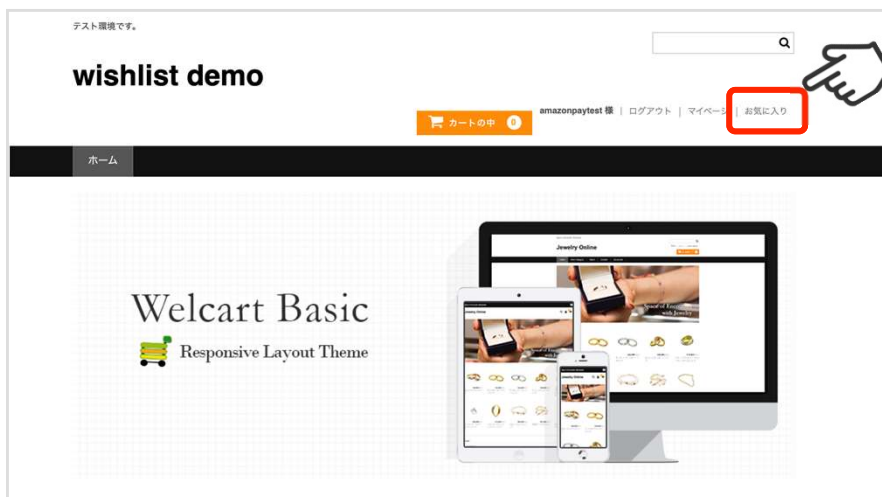 テスト環境です。
wishlist demo
カートの中 0
amazonpaytest 様 | ログアウト | マイページ | お気に入り
ホーム
Welcart Basic
Responsive Layout Theme
Jewelry Online